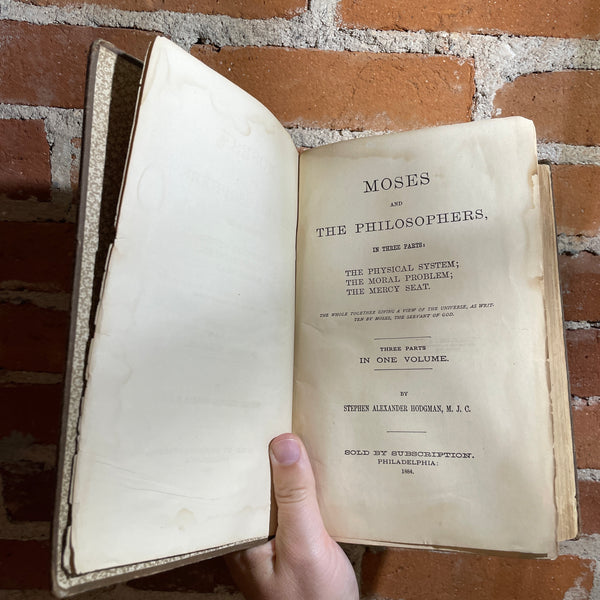 MOSES
AND
THE PHILOSOPHERS,
IN THREE PARTS:
THE PHYSICAL SYSTEM;
THE MORAL PROBLEM;
THE MERCY SEAT.
THE WHOLE TOGETHER GIVING A VIEW OF THE UNIVERSE, AS WRIT-
TEN BY MOSES, THE SERVANT OF GOD.
THREE PARTS
IN ONE VOLUME.
BY
STEPHEN ALEXANDER HODGMAN, M. J. C.
SOLD BY SUBSCRIPTION.
PHILADELPHIA:
1884.